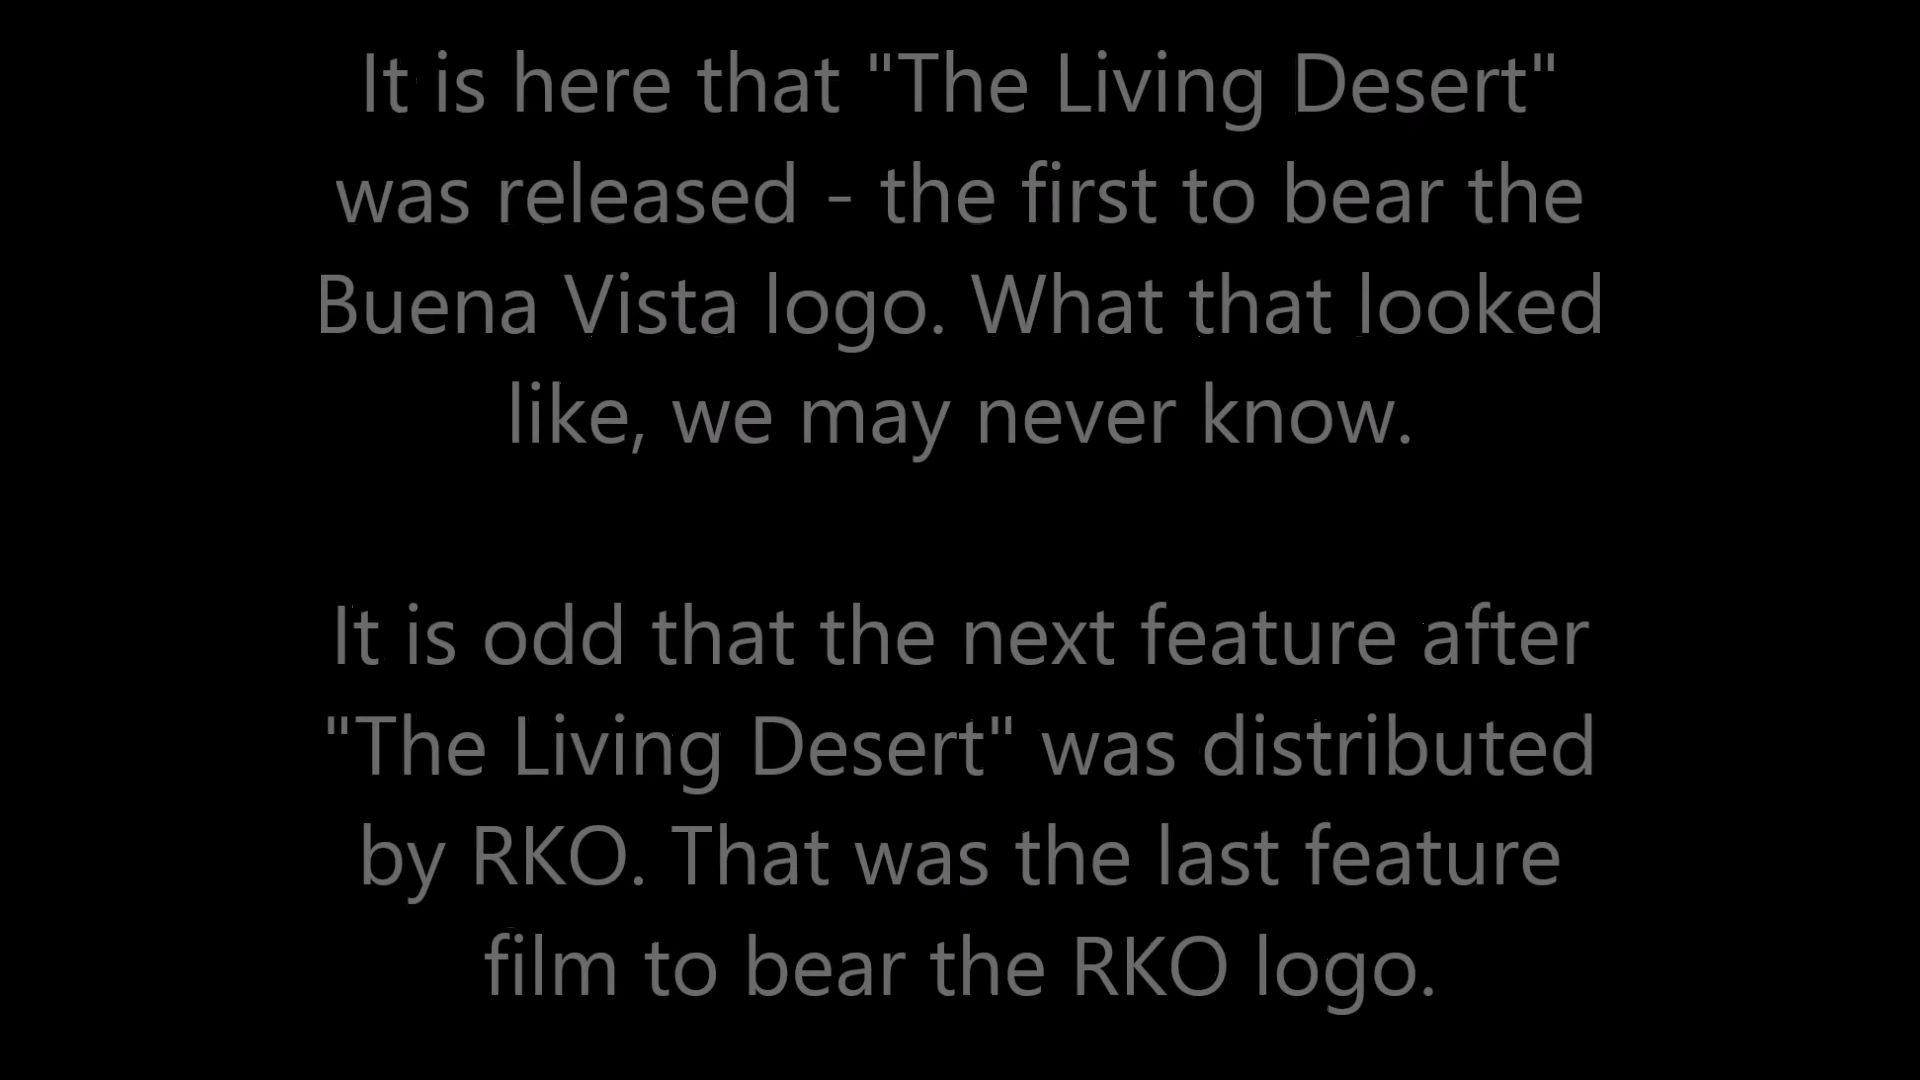 It is here that "The Living Desert"
was released - the first to bear the
Buena Vista logo. What that looked
like, we may never know.
It is odd that the next feature after
"The Living Desert" was distributed
by RKO. That was the last feature
film to bear the RKO logo.